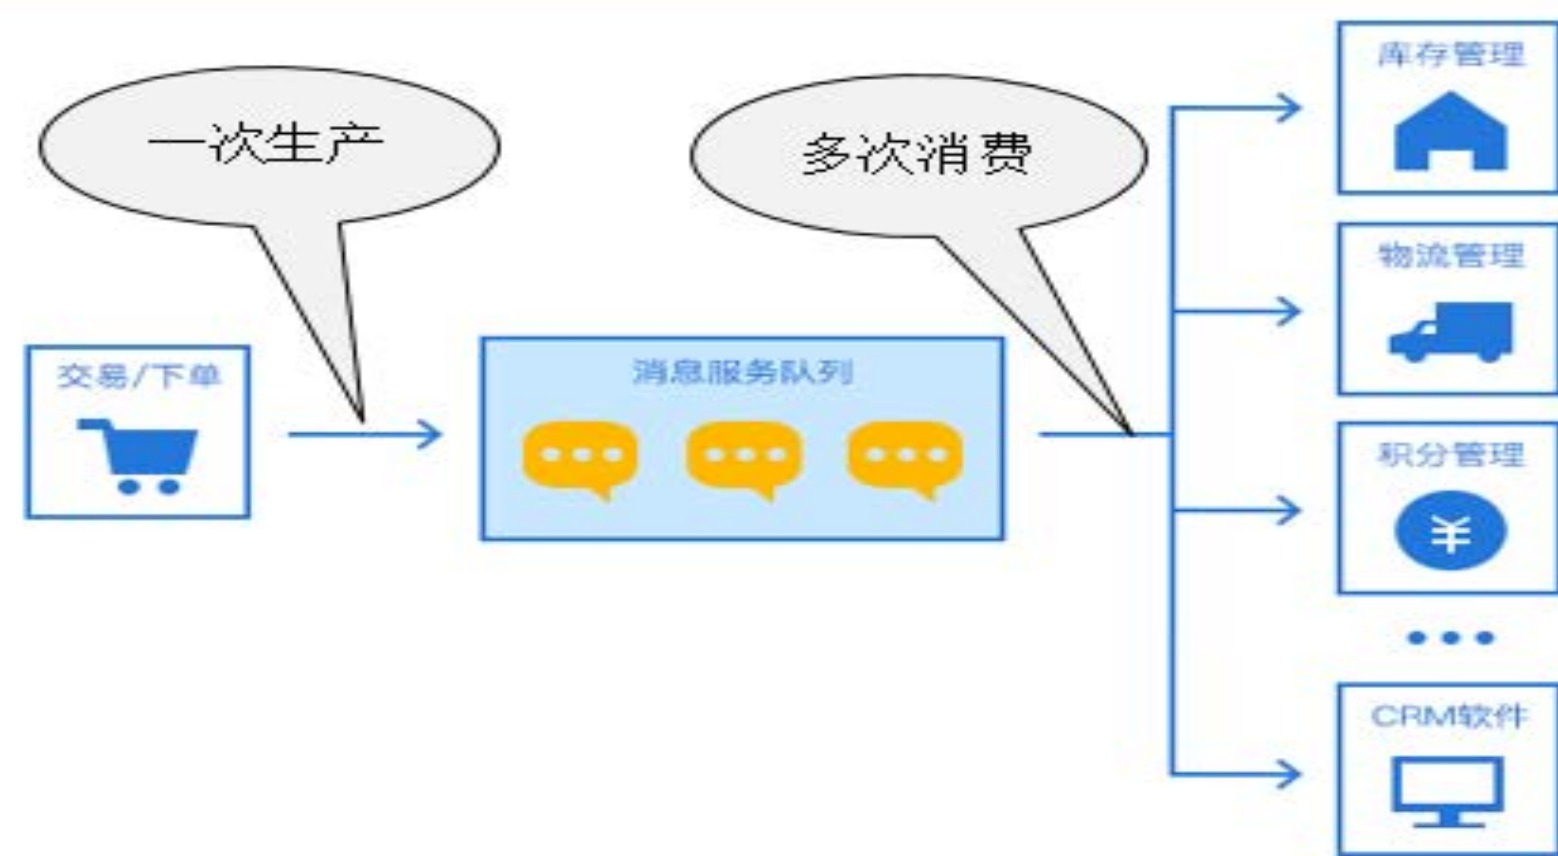 一次生产
多次消费
交易/下单
消息服务队列
库存管理
物流管理
积分管理
¥
CRM软件